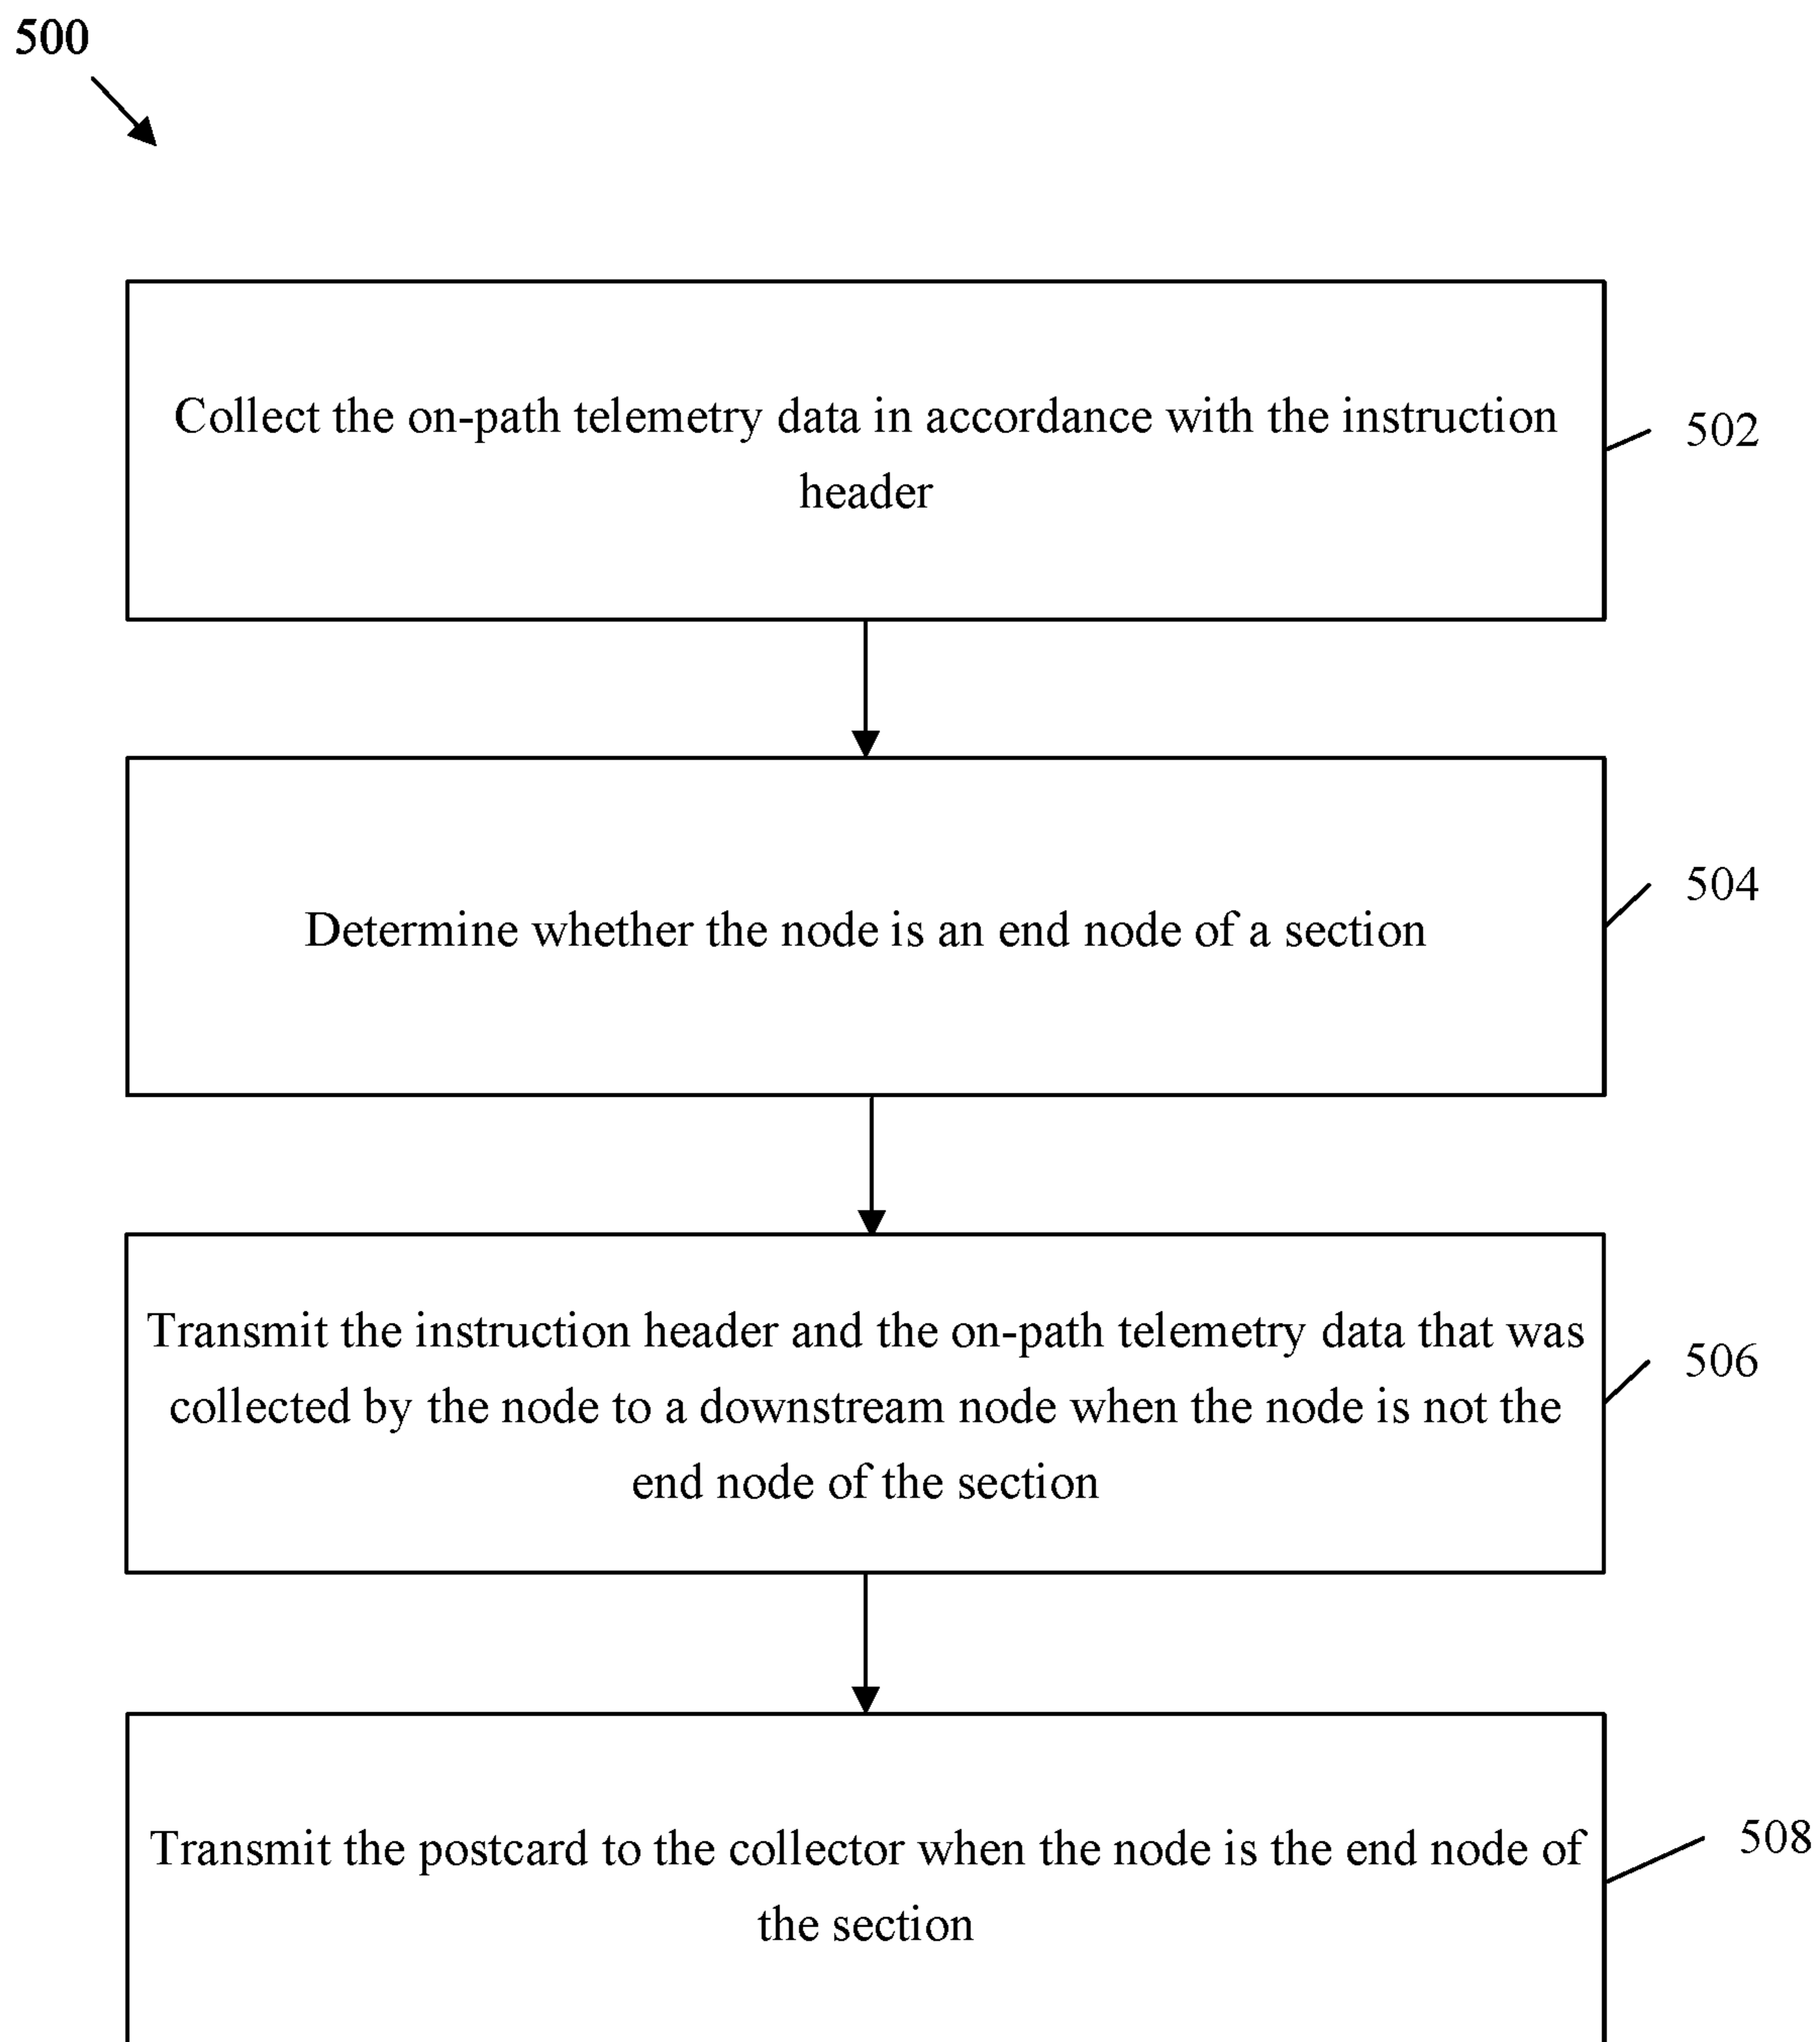 500
Collect the on-path telemetry data in accordance with the instruction
header
502
Determine whether the node is an end node of a section
504
Transmit the instruction header and the on-path telemetry data that was
collected by the node to a downstream node when the node is not the
end node of the section
506
Transmit the postcard to the collector when the node is the end node of
the section
508